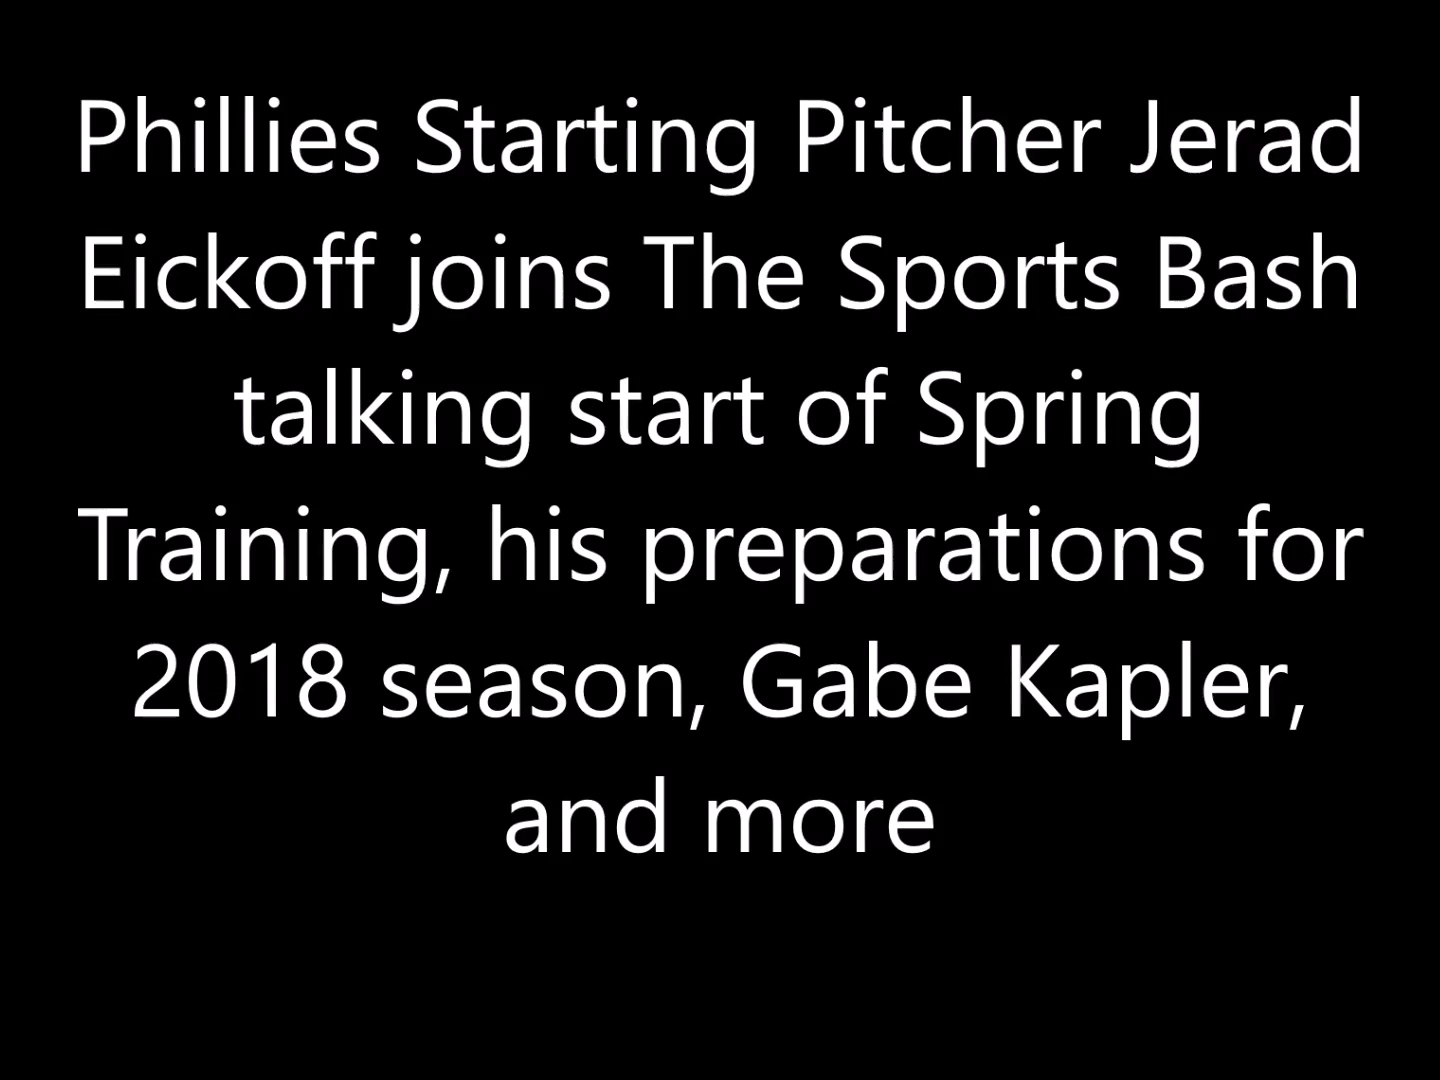 Phillies Starting Pitcher Jerad
Eickoff joins The Sports Bash
talking start of Spring
Training, his preparations for
2018 season, Gabe Kapler,
and more